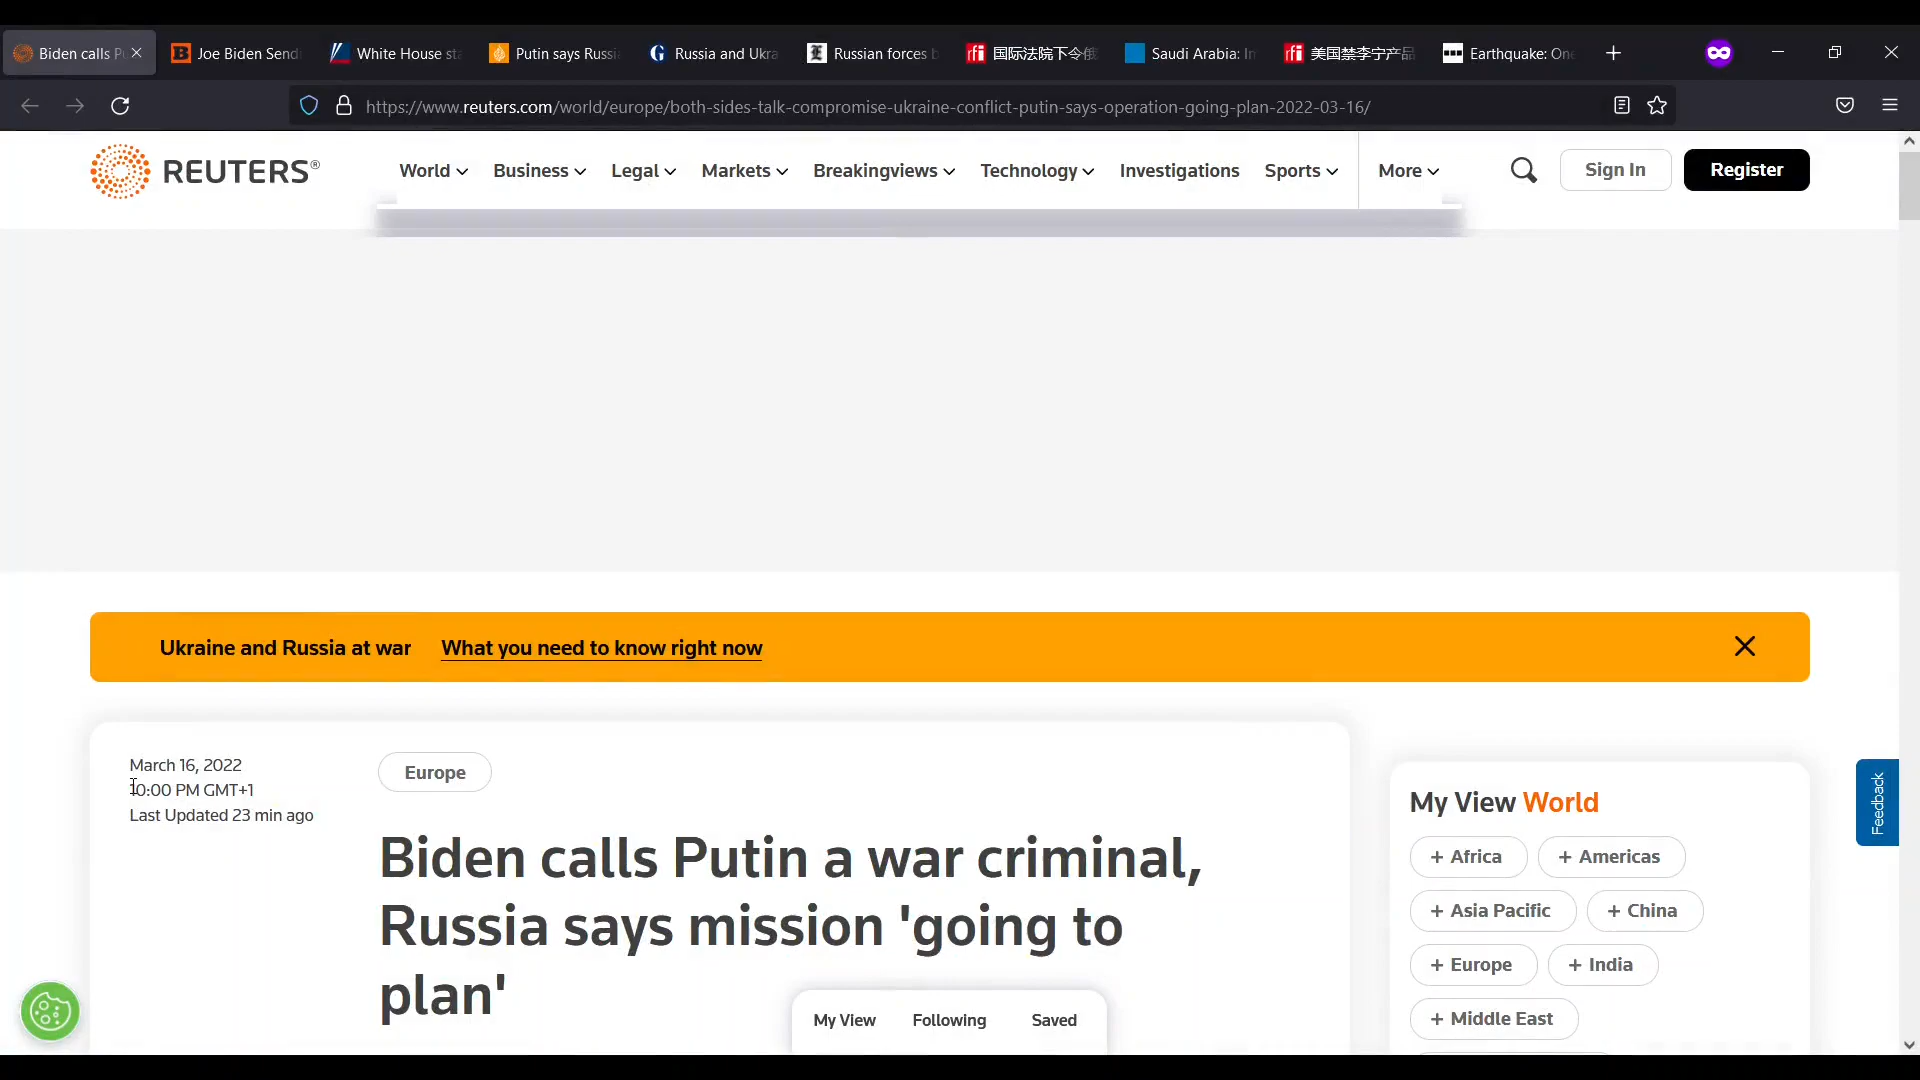 Biden calls P
Joe Biden Send
White House sta
Putin says Russi
Russia and Ukra
Russian forces b
国际法院下令俄
Saudi Arabia: In
美国禁李宁产品
Earthquake: One
https://www.reuters.com/world/europe/both-sides-talk-compromise-ukraine-conflict-putin-says-operation-going-plan-2022-03-16/
REUTERS®
World
Business
Legal
Markets
Breakingviews
Technology
Investigations
Sports
More
Sign In
Register
Ukraine and Russia at war What you need to know right now
March 16, 2022
10:00 PM GMT+1
Last Updated 23 min ago
Europe
Biden calls Putin a war criminal,
Russia says mission 'going to
plan'
My View World
+ Africa
+ Americas
+ Asia Pacific
+ China
+ Europe
+ India
+ Middle East
Feedback
My View
Following
Saved